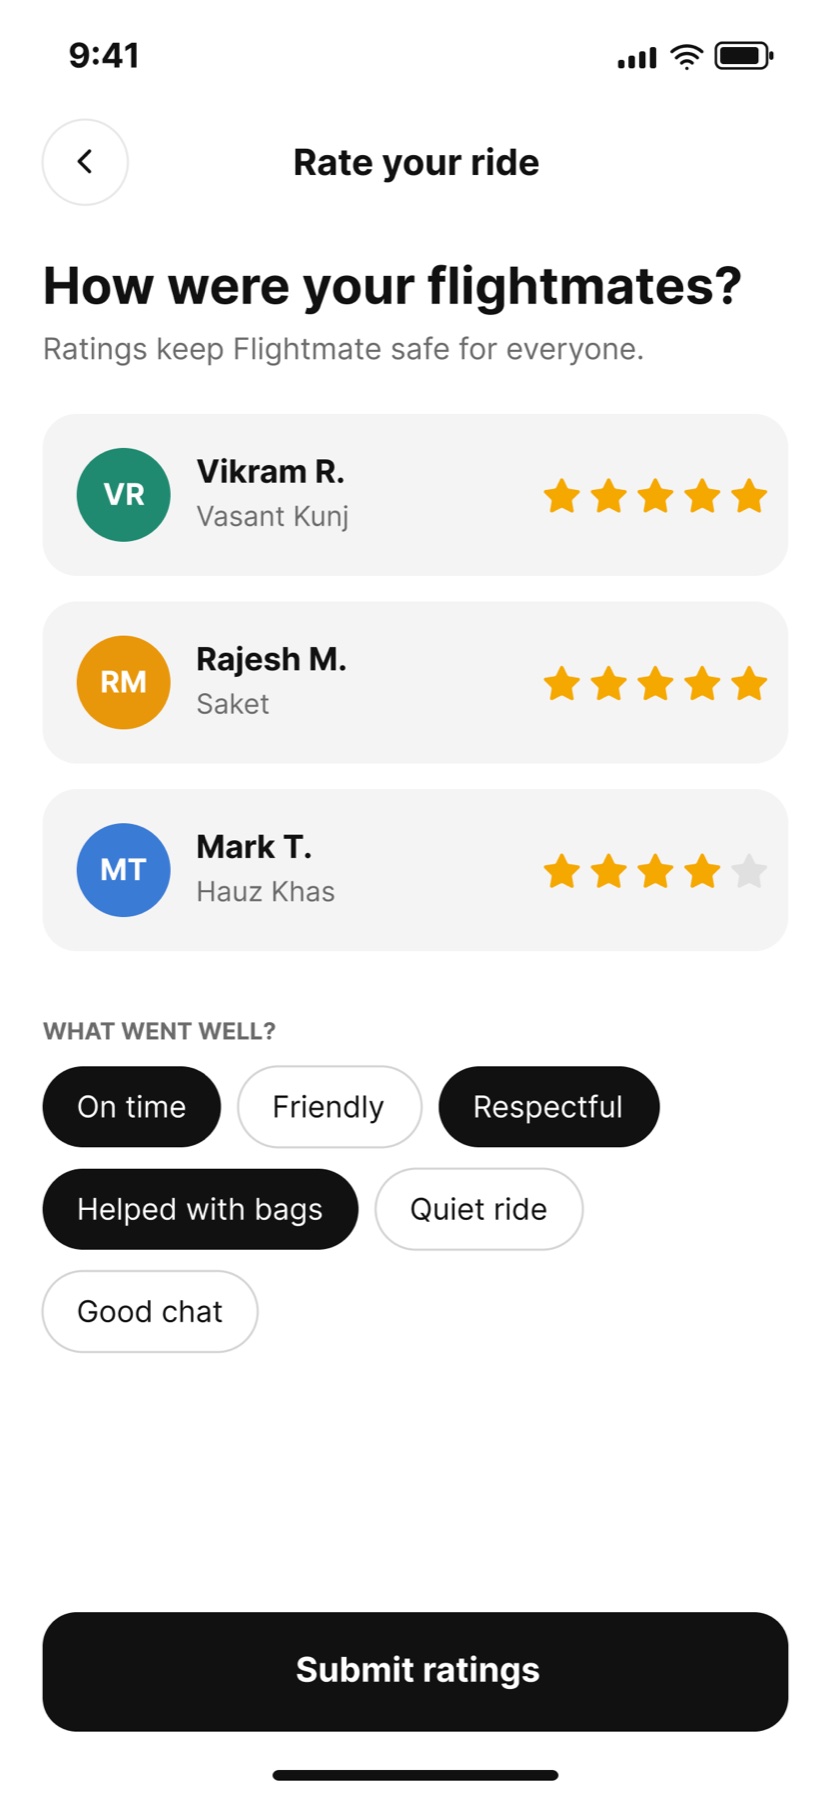 9:41
Rate your ride
How were your flightmates?
Ratings keep Flightmate safe for everyone.
VR
Vikram R.
Vasant Kunj
RM
Rajesh M.
Saket
MT
Mark T.
Hauz Khas
WHAT WENT WELL?
On time Friendly Respectful
Helped with bags Quiet ride
Good chat
Submit ratings